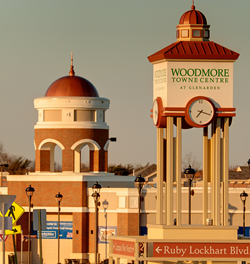 WOODMORE
TOWNE CENTRE
AT GLENARDEN
Ruby Lockhart Blvd